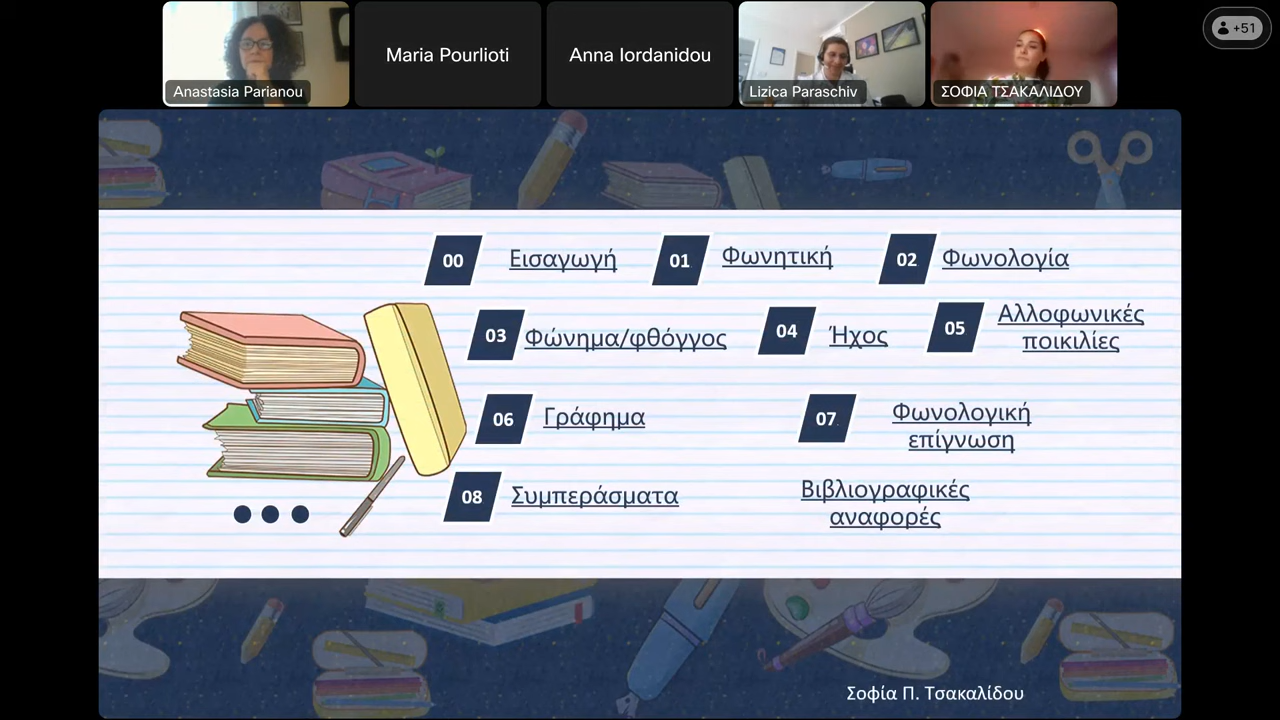 Anastasia Parianou
Maria Pourlioti
Anna Iordanidou
Lizica Paraschiv
ΣΟΦΙΑ ΤΣΑΚΑΛΙΔΟΥ
+51
00 Εισαγωγή
01 Φωνητική
02 Φωνολογία
03 Φώνημα/φθόγγος
04 Ήχος
05 Αλλοφωνικές
ποικιλίες
06 Γράφημα
07 Φωνολογική
επίγνωση
08 Συμπεράσματα
Βιβλιογραφικές
αναφορές
Σοφία Π. Τσακαλίδου